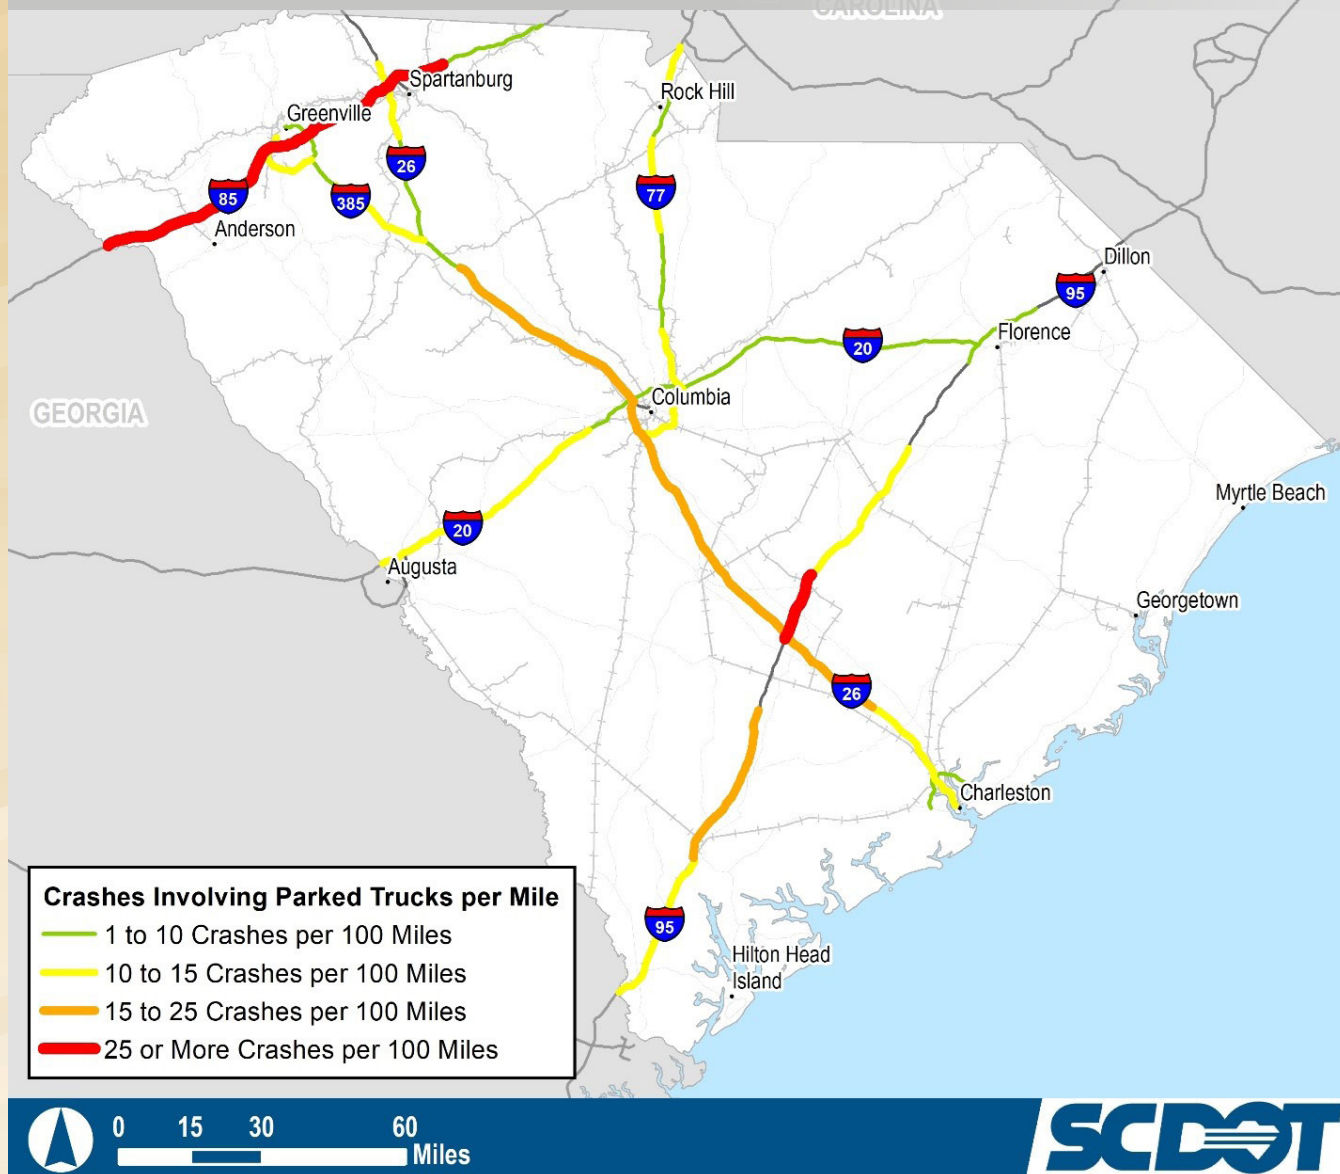 CAROLINA
Spartanburg
Greenville
Rock Hill
26
85
385
77
Anderson
Dillon
95
Florence
20
Columbia
GEORGIA
Myrtle Beach
20
Augusta
Georgetown
26
Charleston
95
Hilton Head
Island
Crashes Involving Parked Trucks per Mile
1 to 10 Crashes per 100 Miles
10 to 15 Crashes per 100 Miles
15 to 25 Crashes per 100 Miles
25 or More Crashes per 100 Miles
0 15 30 60
Miles
SCDOT